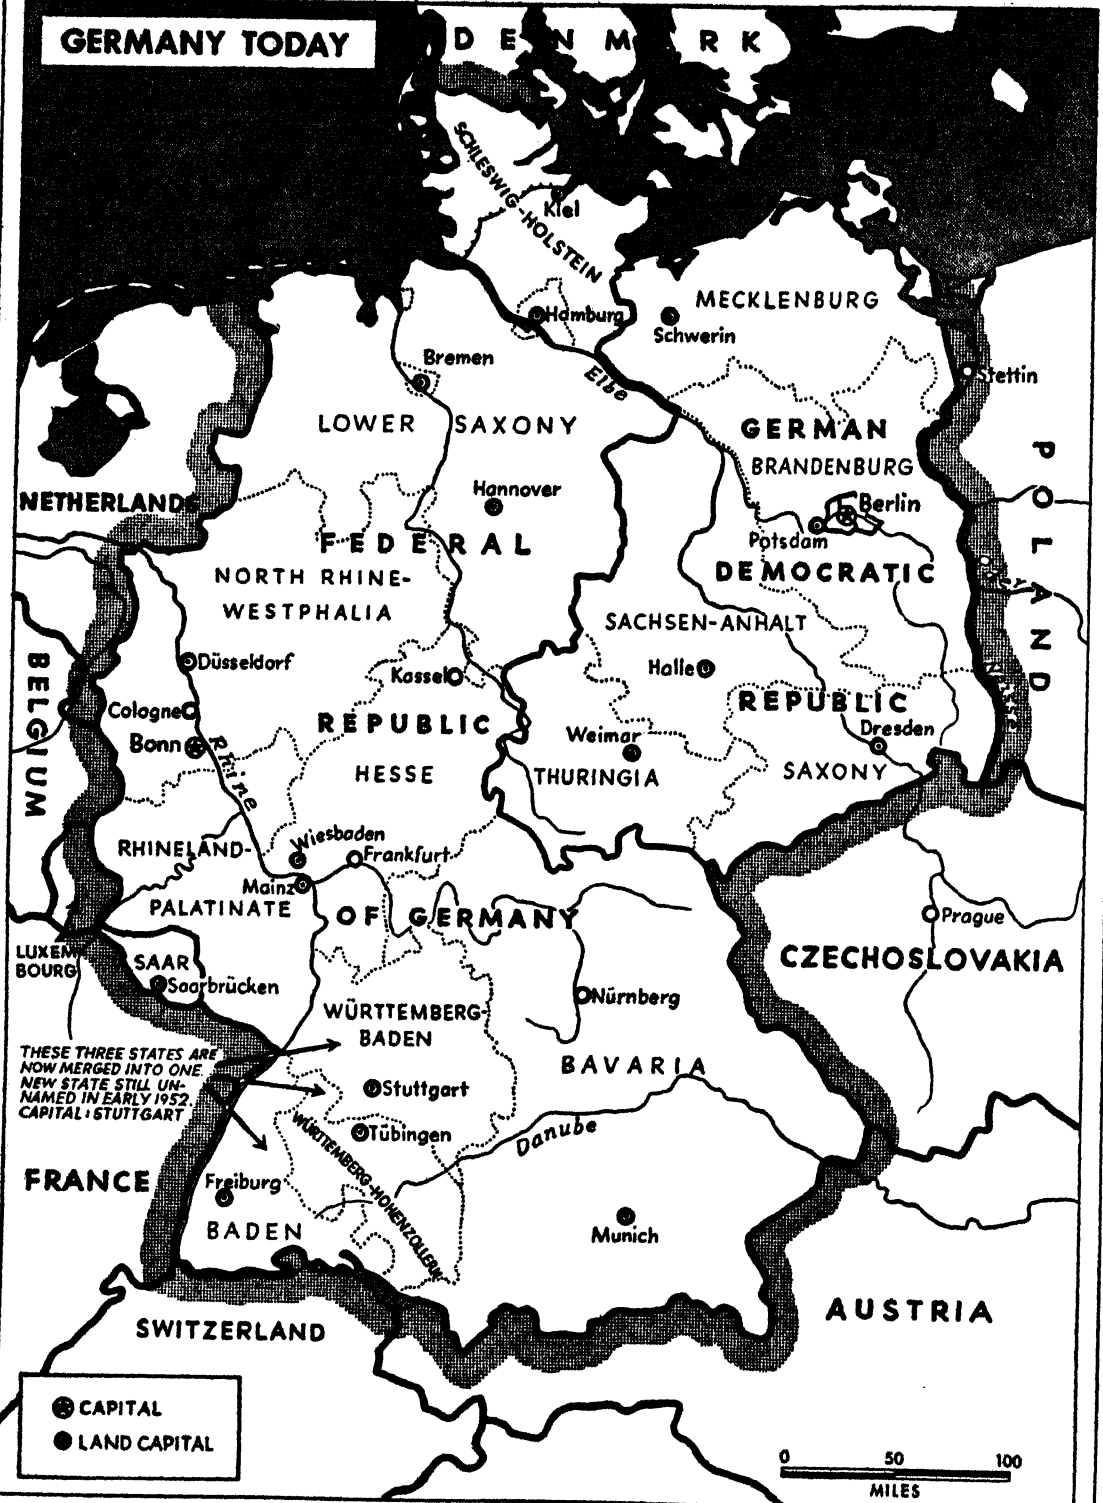 GERMANY TODAY
DENMARK
SCHLESWIG-HOLSTEIN
Kiel
Hamburg
MECKLENBURG
Schwerin
Bremen
Elbe
Stettin
LOWER SAXONY
GERMAN
BRANDENBURG
POLAND
NETHERLANDS
Hannover
Berlin
Potsdam
FEDERAL
DEMOCRATIC
NORTH RHINE-
WESTPHALIA
SACHSEN-ANHALT
BELGIUM
Düsseldorf
Kassel
Halle
Neisse
Cologne
REPUBLIC
REPUBLIC
Bonn
Rhine
Weimar
Dresden
HESSE
THURINGIA
SAXONY
RHINELAND-
PALATINATE
Wiesbaden
Frankfurt
Mainz
OF GERMANY
Prague
LUXEM-
BOURG
SAAR
Saarbrücken
CZECHOSLOVAKIA
Nürnberg
WÜRTTEMBERG-
BADEN
THESE THREE STATES ARE
NOW MERGED INTO ONE.
NEW STATE STILL UN-
NAMED IN EARLY 1952.
CAPITAL: STUTTGART
BAVARIA
Stuttgart
Tübingen
Danube
WÜRTTEMBERG-HOHENZOLLERN
FRANCE
Freiburg
BADEN
Munich
SWITZERLAND
AUSTRIA
CAPITAL
LAND CAPITAL
0 50 100
MILES